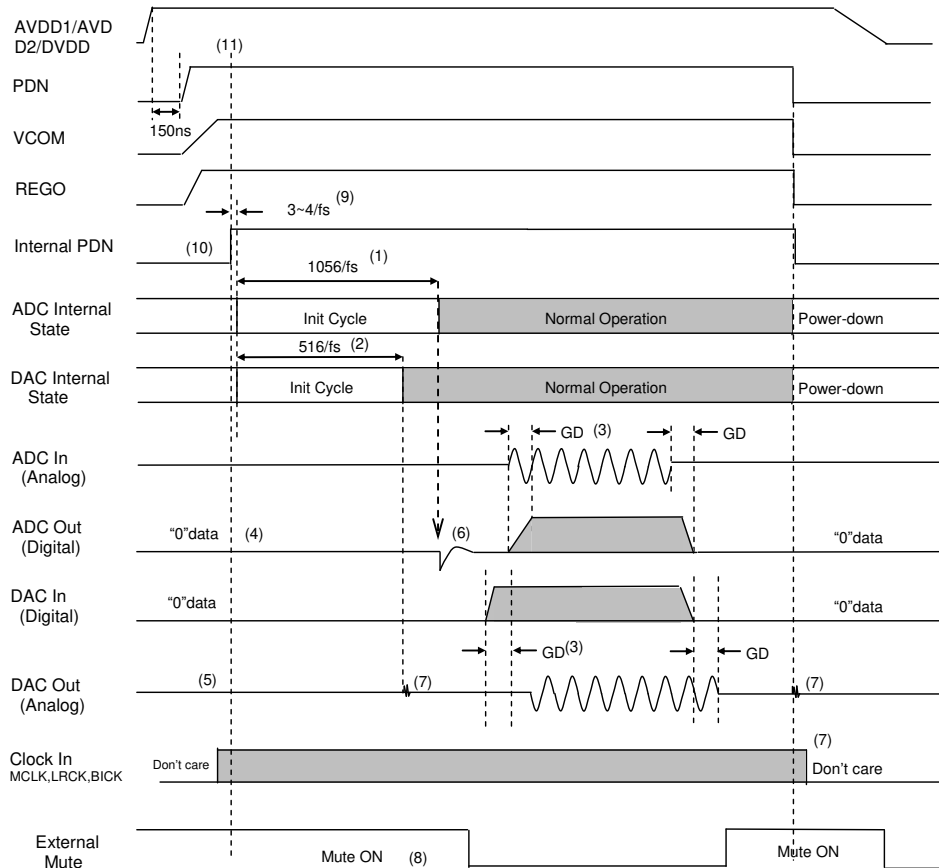 AVDD1/AVD
D2/DVDD
(11)
PDN
150ns
VCOM
REGO
3~4/fs (9)
Internal PDN
(10)
1056/fs (1)
ADC Internal
State
Init Cycle
Normal Operation
Power-down
516/fs (2)
DAC Internal
State
Init Cycle
Normal Operation
Power-down
GD (3)
GD
ADC In
(Analog)
ADC Out
(Digital)
“0”data
(4)
(6)
“0”data
DAC In
(Digital)
“0”data
“0”data
GD(3)
GD
DAC Out
(Analog)
(5)
(7)
(7)
Clock In
MCLK,LRCK,BICK
Don't care
(7)
Don't care
External
Mute
Mute ON (8)
Mute ON